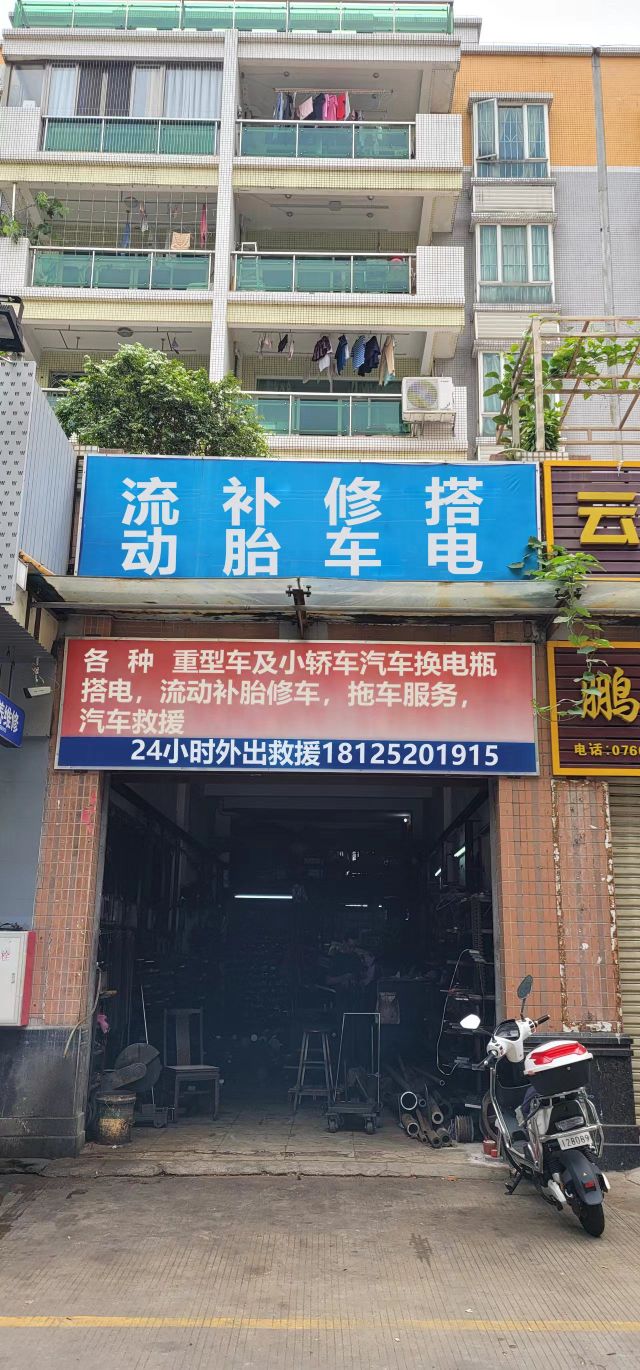 流 补 修 搭
动 胎 车 电
各 种 重型车及小轿车汽车换电瓶
搭电，流动补胎修车，拖车服务，
汽车救援
24小时外出救援18125201915
云
鹏
电话:076
维修